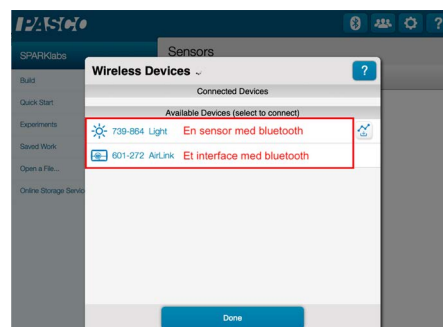 PASCO
?
SPARKlabs
Sensors
Wireless Devices
?
Build
Connected Devices
Quick Start
Available Devices (select to connect)
Experiments
739-864 Light En sensor med bluetooth
Saved Work
601-272 AirLink Et interface med bluetooth
Open a File...
Online Storage Servic
Done